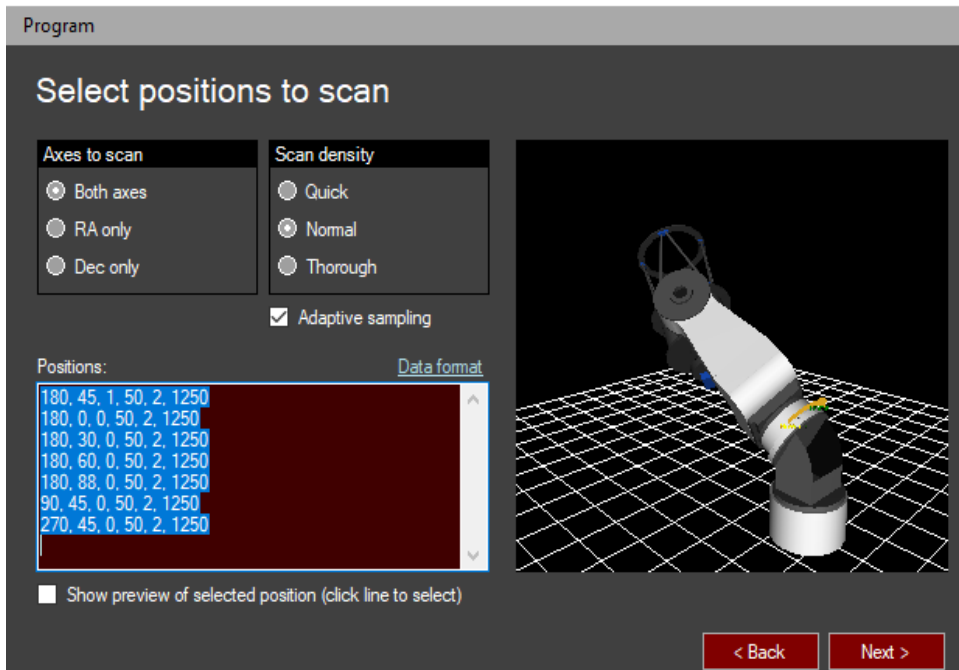 Program
Select positions to scan
Axes to scan
Both axes
RA only
Dec only
Scan density
Quick
Normal
Thorough
Adaptive sampling
Positions:
Data format
180, 45, 1, 50, 2, 1250
180, 0, 0, 50, 2, 1250
180, 30, 0, 50, 2, 1250
180, 60, 0, 50, 2, 1250
180, 88, 0, 50, 2, 1250
90, 45, 0, 50, 2, 1250
270, 45, 0, 50, 2, 1250
Show preview of selected position (click line to select)
< Back
Next >